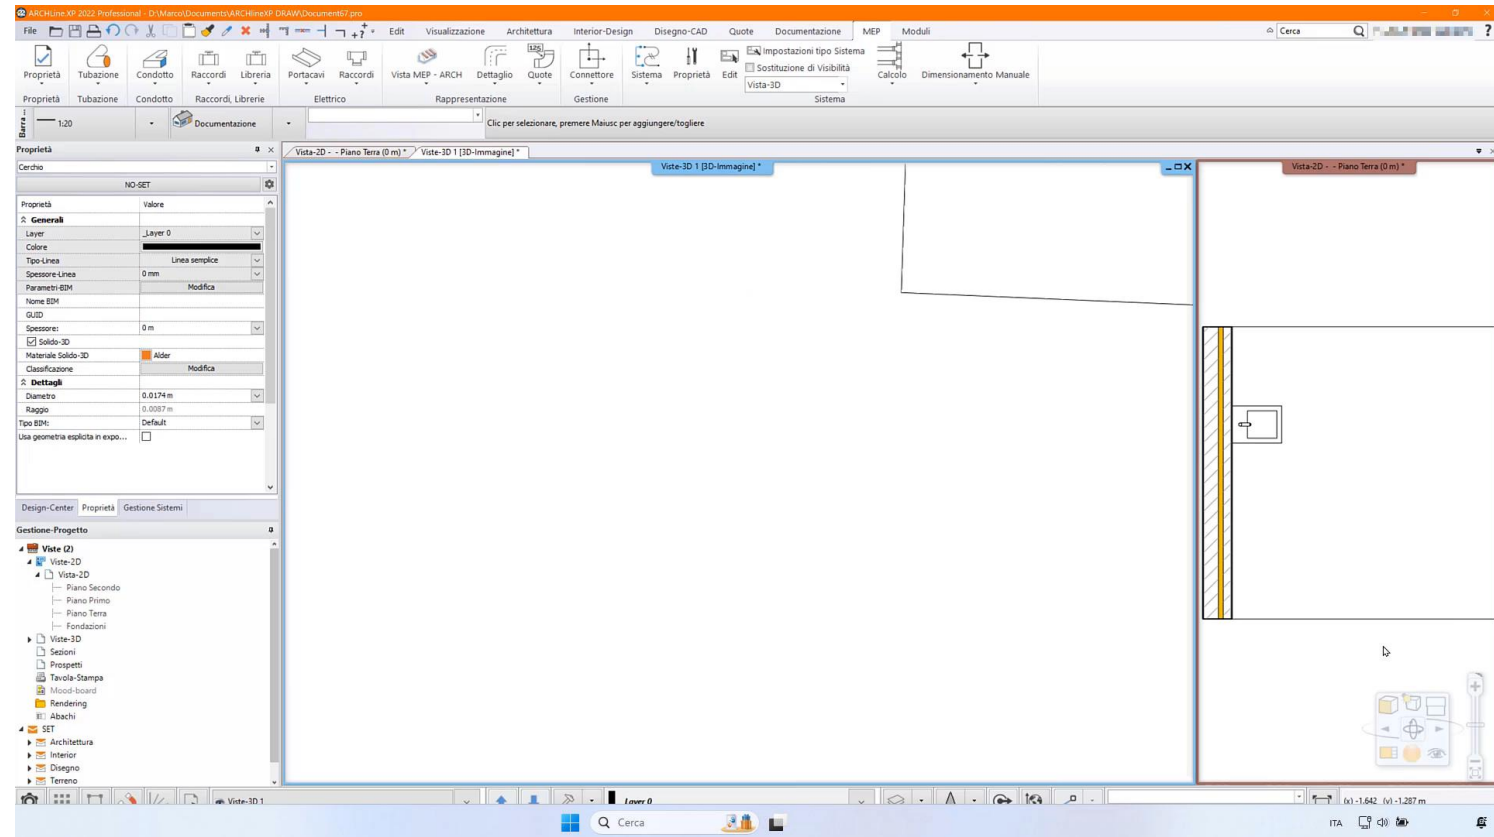 ARCHLine.XP 2022 Professional - D:\Marco\Documents\ARCHlineXP DRAW\Document67.pro
File Edit Visualizzazione Architettura Interior-Design Disegno-CAD Quote Documentazione MEP Moduli Cerca ?
Proprietà Tubazione Condotto Raccordi Libreria Portacavi Raccordi Vista MEP - ARCH Dettaglio Quote Connettore Sistema Proprietà Edit Calcolo Dimensionamento Manuale
Impostazioni tipo Sistema
Sostituzione di Visibilità
Vista-3D
Proprietà Tubazione Condotto Raccordi, Librerie Elettrico Rappresentazione Gestione Sistema
Barra ...
1:20 Documentazione Clic per selezionare, premere Maiusc per aggiungere/togliere
Proprietà
Vista-2D - - Piano Terra (0 m) * Viste-3D 1 [3D-Immagine] *
Cerchio
Viste-3D 1 [3D-Immagine] *
Vista-2D - - Piano Terra (0 m) *
NO-SET
Proprietà Valore
Generali
Layer _Layer 0
Colore
Tipo-Linea Linea semplice
Spessore-Linea 0 mm
Parametri-BIM Modifica
Nome BIM
GUID
Spessore: 0 m
Solido-3D
Materiale Solido-3D Alder
Classificazione Modifica
Dettagli
Diametro 0.0174 m
Raggio 0.0087 m
Tipo BIM: Default
Usa geometria esplicita in expo...
Design-Center Proprietà Gestione Sistemi
Gestione-Progetto
Viste (2)
Viste-2D
Vista-2D
Piano Secondo
Piano Primo
Piano Terra
Fondazioni
Viste-3D
Sezioni
Prospetti
Tavola-Stampa
Mood-board
Rendering
Abachi
SET
Architettura
Interior
Disegno
Terreno
Viste-3D 1 Layer 0 (x) -1.642 (y) -1.287 m
Cerca
ITA